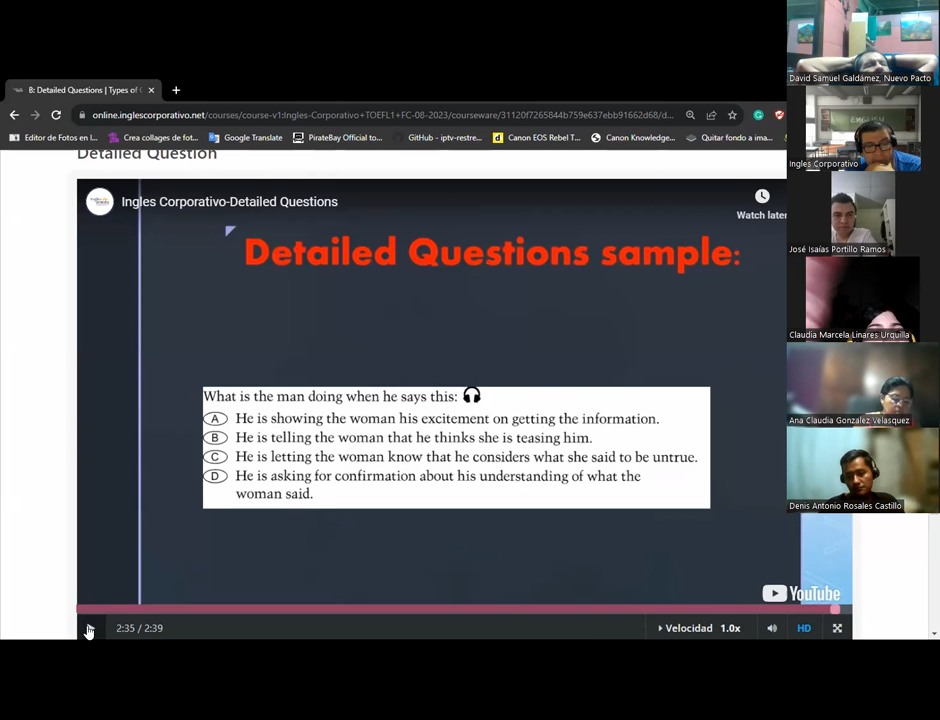 B: Detailed Questions | Types of
online.inglescorporativo.net/courses/course-v1:Ingles-Corporativo+TOEFL1+FC-08-2023/courseware/31120f7265844b759e637ebb91662d68/d...
Editor de Fotos en l...
Crea collages de fot...
Google Translate
PirateBay Official to...
GitHub - iptv-restre...
Canon EOS Rebel T...
Canon Knowledge...
Quitar fondo a ima...
Detailed Question
Ingles Corporativo-Detailed Questions
Watch later
Detailed Questions sample:
What is the man doing when he says this:
A He is showing the woman his excitement on getting the information.
B He is telling the woman that he thinks she is teasing him.
C He is letting the woman know that he considers what she said to be untrue.
D He is asking for confirmation about his understanding of what the
woman said.
YouTube
2:35 / 2:39
Velocidad 1.0x
HD
David Samuel Galdámez, Nuevo Pacto
ENGLISH
Ingles Corporativo
José Isaías Portillo Ramos
Claudia Marcela Linares Urquilla
Ana Claudia Gonzalez Velasquez
Denis Antonio Rosales Castillo